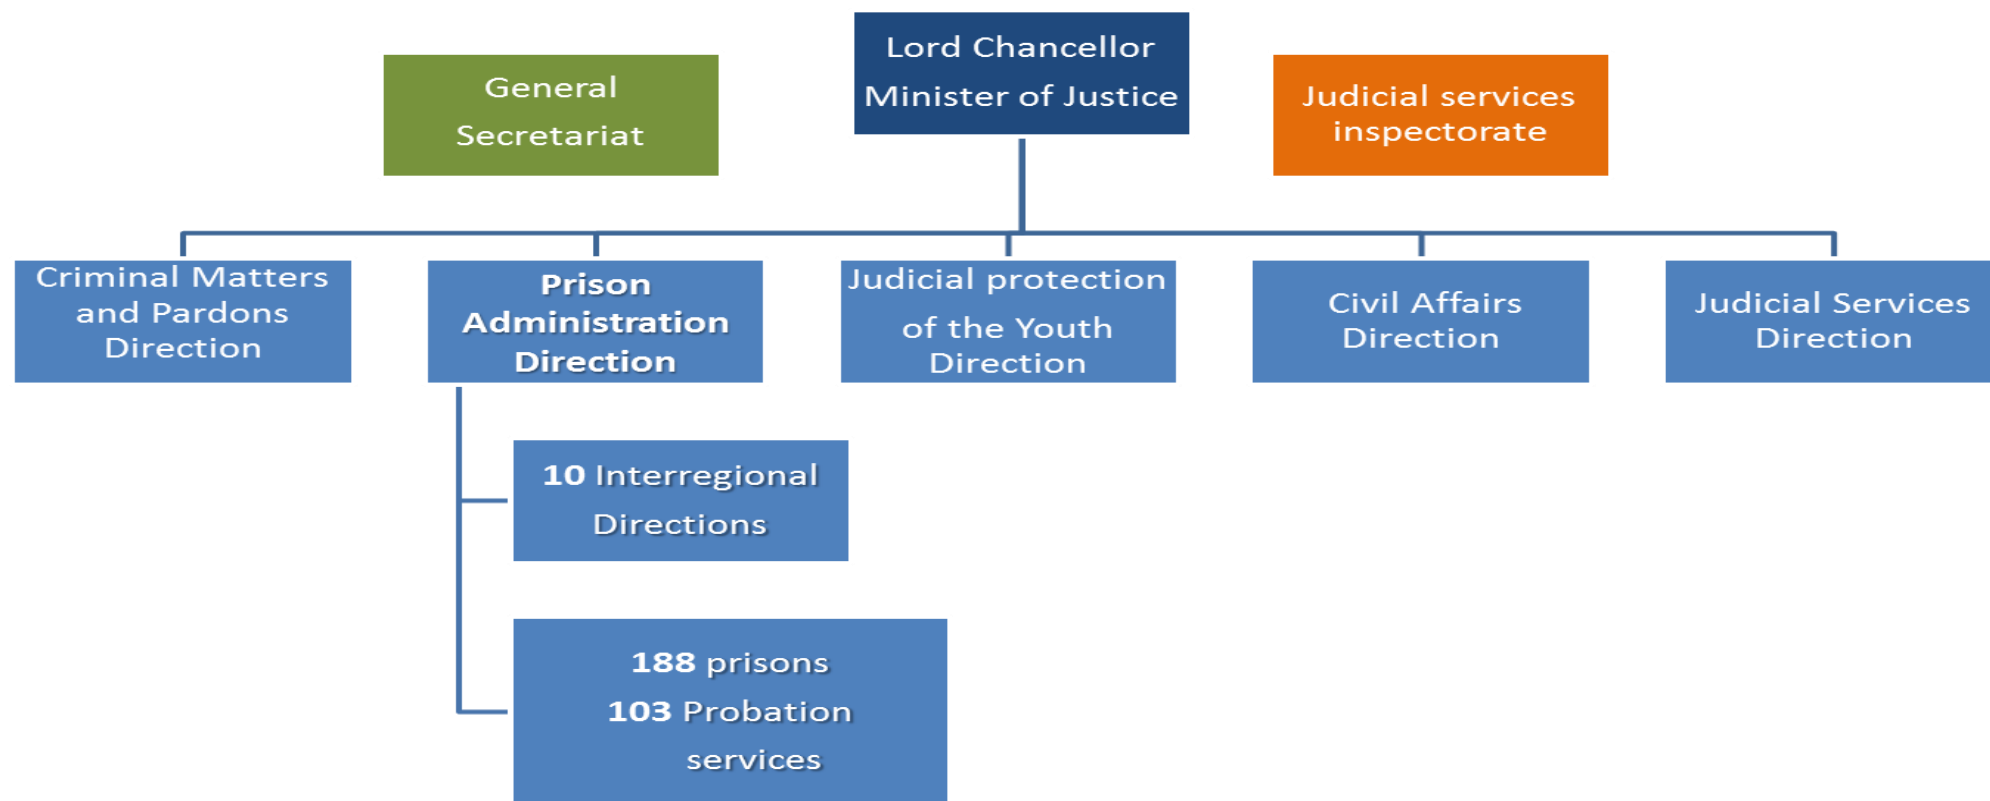 General
Secretariat
Lord Chancellor
Minister of Justice
Judicial services
inspectorate
Criminal Matters
and Pardons
Direction
Prison
Administration
Direction
Judicial protection
of the Youth
Direction
Civil Affairs
Direction
Judicial Services
Direction
10 Interregional
Directions
188 prisons
103 Probation
services